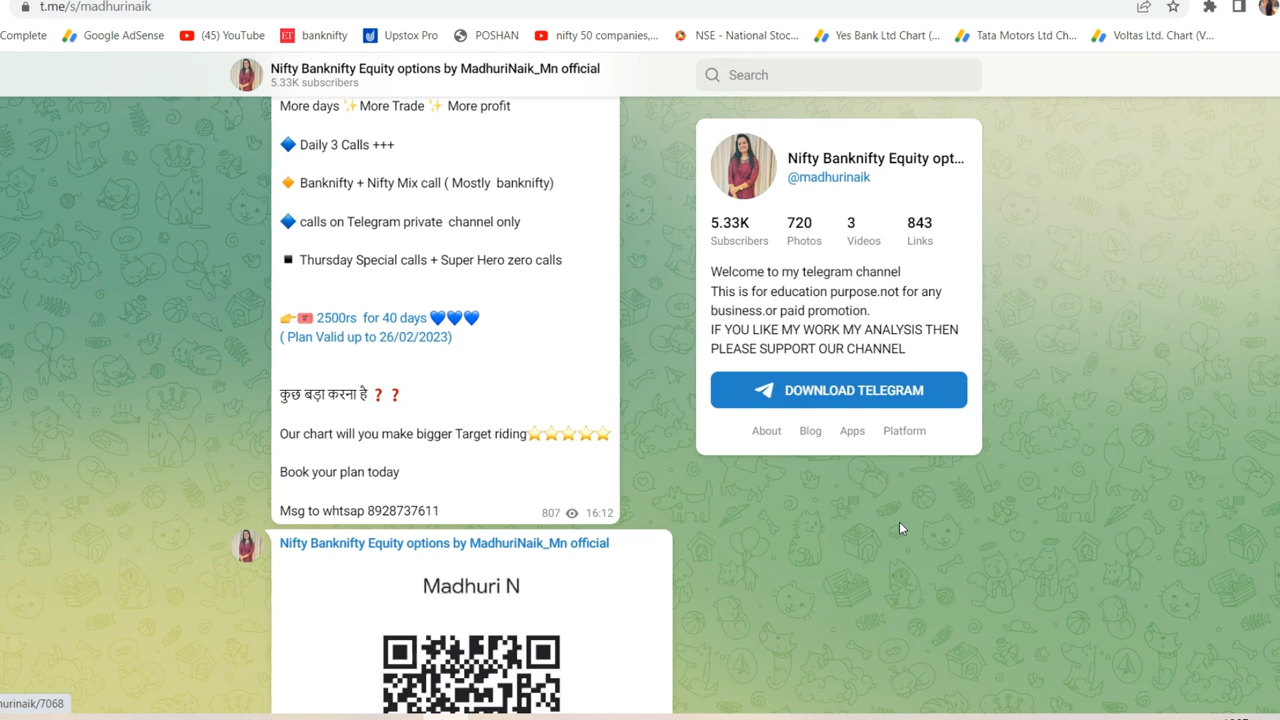 t.me/s/madhurinaik
Complete
Google AdSense
(45) YouTube
ET
banknifty
Upstox Pro
POSHAN
nifty 50 companies,...
NSE - National Stoc...
Yes Bank Ltd Chart (...
Tata Motors Ltd Ch...
Voltas Ltd. Chart (V...
Nifty Banknifty Equity options by MadhuriNaik_Mn official
5.33K subscribers
Search
More days ✨More Trade ✨ More profit
🔷 Daily 3 Calls +++
🔸 Banknifty + Nifty Mix call ( Mostly banknifty)
🔷 calls on Telegram private channel only
▪️ Thursday Special calls + Super Hero zero calls
👉🎟️ 2500rs for 40 days 💙💙💙
( Plan Valid up to 26/02/2023)
कुछ बड़ा करना है ❓❓
Our chart will you make bigger Target riding⭐⭐⭐⭐⭐
Book your plan today
Msg to whtsap 8928737611
807 16:12
Nifty Banknifty Equity options by MadhuriNaik_Mn official
Madhuri N
Nifty Banknifty Equity opt...
@madhurinaik
5.33K 720 3 843
Subscribers Photos Videos Links
Welcome to my telegram channel
This is for education purpose.not for any
business.or paid promotion.
IF YOU LIKE MY WORK MY ANALYSIS THEN
PLEASE SUPPORT OUR CHANNEL
DOWNLOAD TELEGRAM
About Blog Apps Platform
urinaik/7068